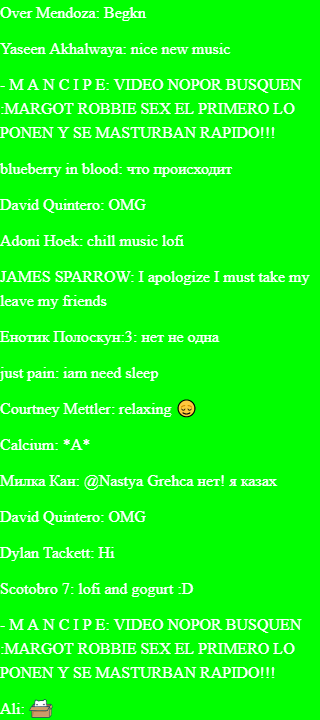 Over Mendoza: Begkn
Yaseen Akhalwaya: nice new music
- M A N C I P E: VIDEO NOPOR BUSQUEN
:MARGOT ROBBIE SEX EL PRIMERO LO
PONEN Y SE MASTURBAN RAPIDO!!!
blueberry in blood: что происходит
David Quintero: OMG
Adoni Hoek: chill music lofi
JAMES SPARROW: I apologize I must take my
leave my friends
Енотик Полоскун:3: нет не одна
just pain: iam need sleep
Courtney Mettler: relaxing 😌
Calcium: *A*
Милка Кан: @Nastya Grehca нет! я казах
David Quintero: OMG
Dylan Tackett: Hi
Scotobro 7: lofi and gogurt :D
- M A N C I P E: VIDEO NOPOR BUSQUEN
:MARGOT ROBBIE SEX EL PRIMERO LO
PONEN Y SE MASTURBAN RAPIDO!!!
Ali: